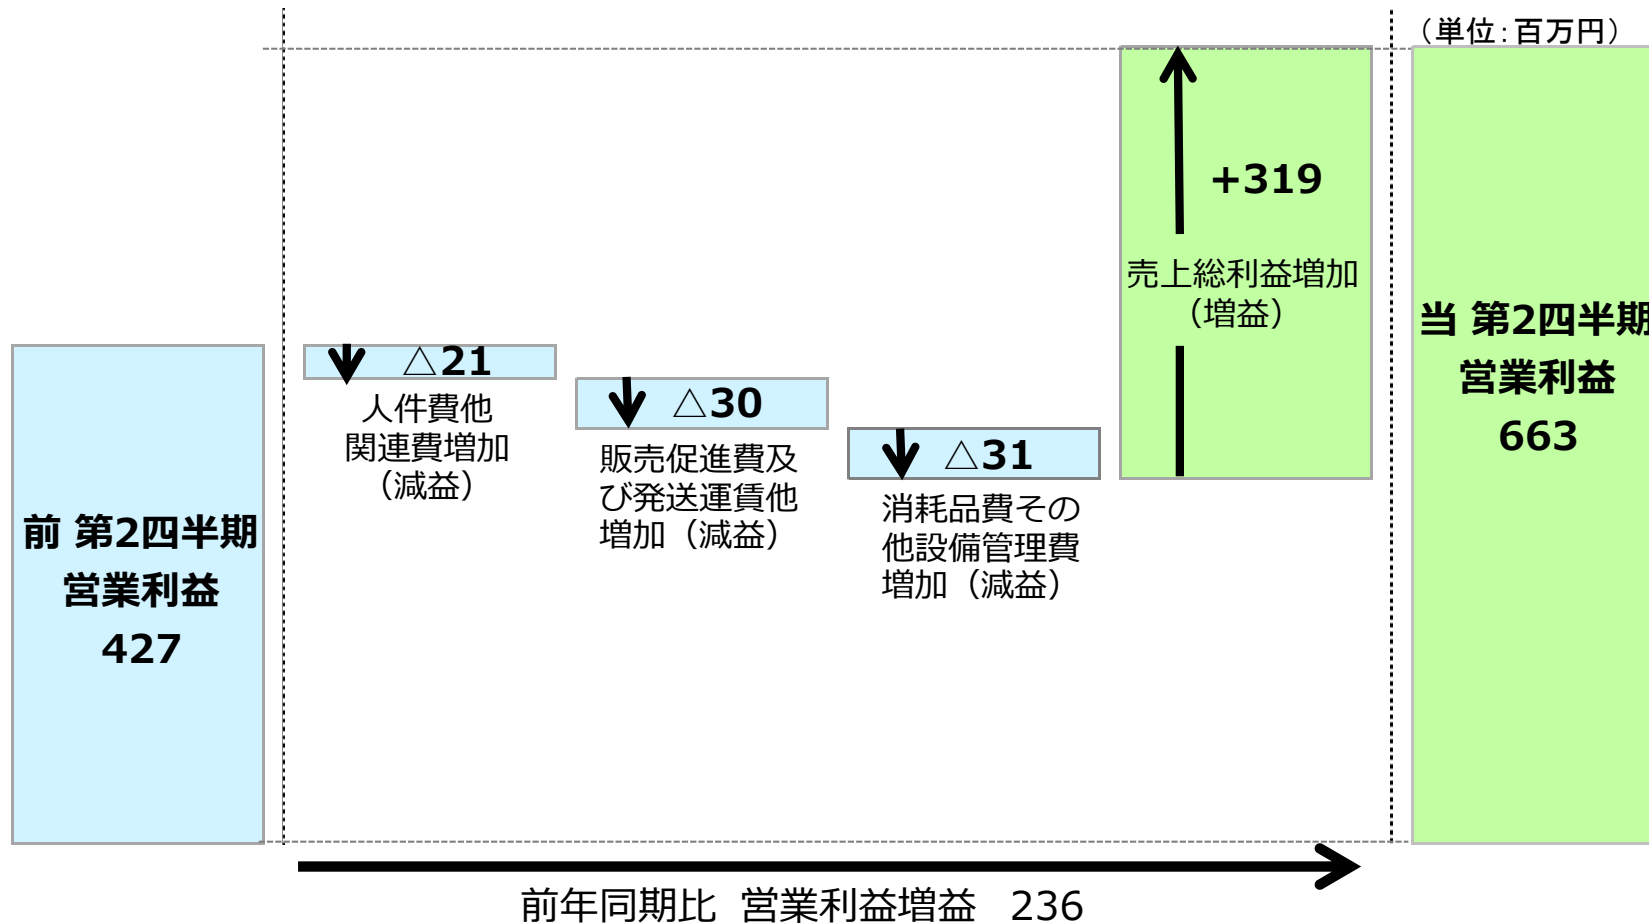 （単位：百万円）
前 第2四半期
営業利益
427
△21
人件費他
関連費増加
（減益）
△30
販売促進費及
び発送運賃他
増加（減益）
△31
消耗品費その
他設備管理費
増加（減益）
+319
売上総利益増加
（増益）
当 第2四半期
営業利益
663
前年同期比 営業利益増益 236